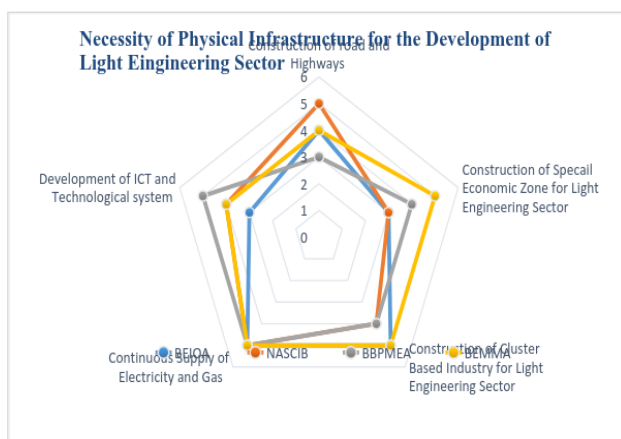 Necessity of Physical Infrastructure for the Development of
Light Eingineering Sector
Construction of road and
Highways
6
5
4
3
2
1
0
Construction of Specail
Economic Zone for Light
Engineering Sector
Construction of Cluster
Based Industry for Light
Engineering Sector
Continuous Supply of
Electricity and Gas
Development of ICT and
Technological system
BEIOA
NASCIB
BBPMEA
BEMMA